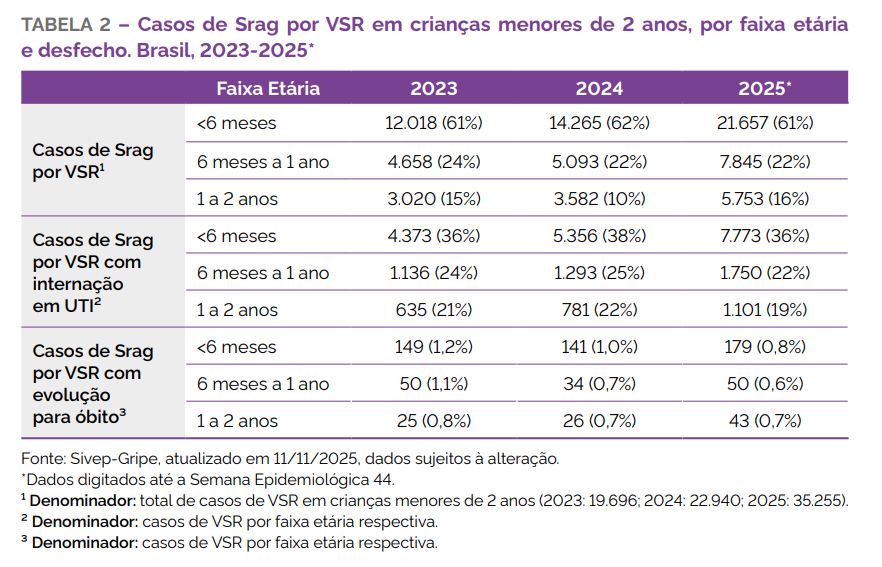 TABELA 2 – Casos de Srag por VSR em crianças menores de 2 anos, por faixa etária
e desfecho. Brasil, 2023-2025*
Faixa Etária 2023 2024 2025*
Casos de Srag
por VSR¹
<6 meses 12.018 (61%) 14.265 (62%) 21.657 (61%)
6 meses a 1 ano 4.658 (24%) 5.093 (22%) 7.845 (22%)
1 a 2 anos 3.020 (15%) 3.582 (10%) 5.753 (16%)
Casos de Srag
por VSR com
internação
em UTI²
<6 meses 4.373 (36%) 5.356 (38%) 7.773 (36%)
6 meses a 1 ano 1.136 (24%) 1.293 (25%) 1.750 (22%)
1 a 2 anos 635 (21%) 781 (22%) 1.101 (19%)
Casos de Srag
por VSR com
evolução
para óbito³
<6 meses 149 (1,2%) 141 (1,0%) 179 (0,8%)
6 meses a 1 ano 50 (1,1%) 34 (0,7%) 50 (0,6%)
1 a 2 anos 25 (0,8%) 26 (0,7%) 43 (0,7%)
Fonte: Sivep-Gripe, atualizado em 11/11/2025, dados sujeitos à alteração.
*Dados digitados até a Semana Epidemiológica 44.
¹ Denominador: total de casos de VSR em crianças menores de 2 anos (2023: 19.696; 2024: 22.940; 2025: 35.255).
² Denominador: casos de VSR por faixa etária respectiva.
³ Denominador: casos de VSR por faixa etária respectiva.